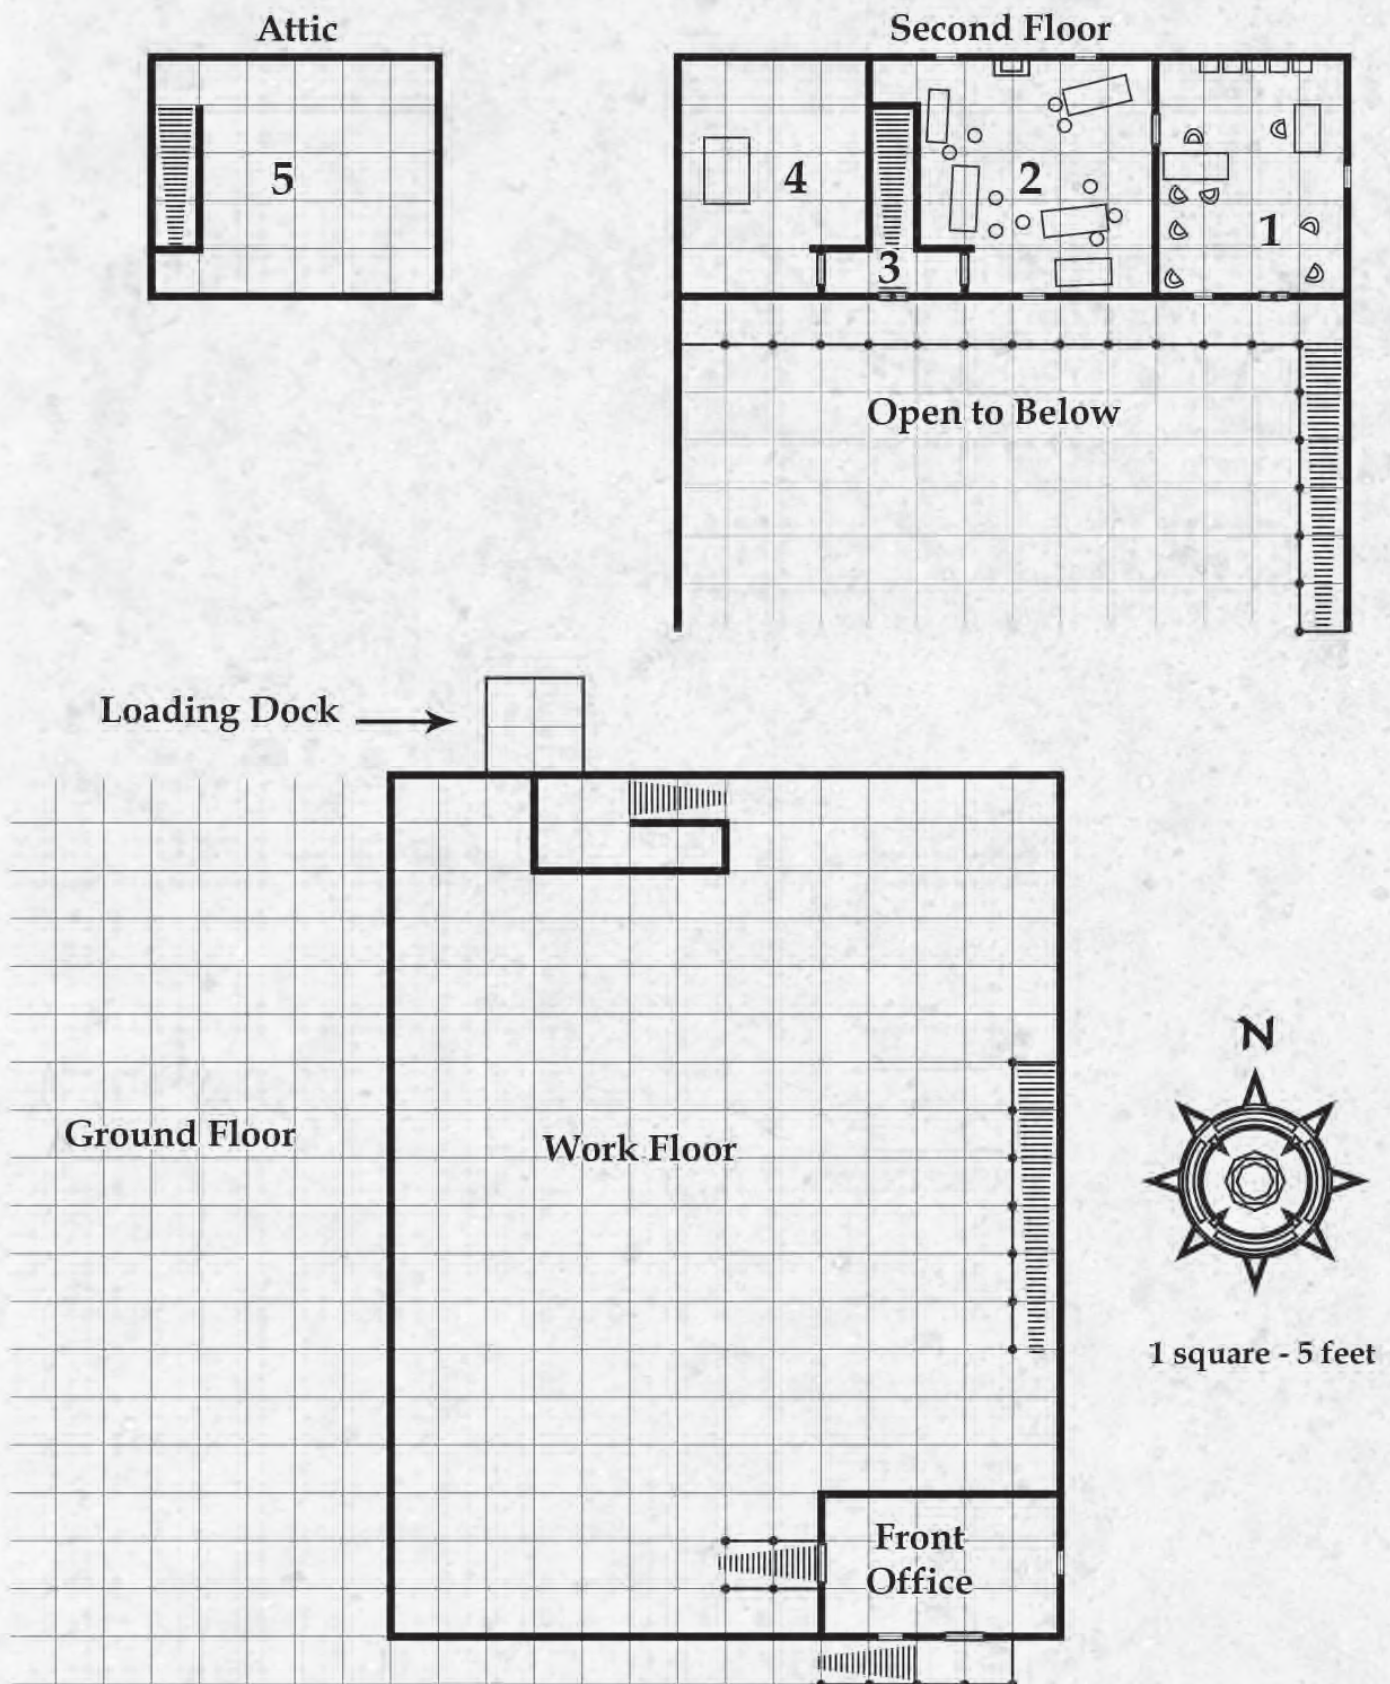 Attic
Second Floor
5
4
2
1
3
Open to Below
Loading Dock
N
Ground Floor
Work Floor
1 square - 5 feet
Front
Office